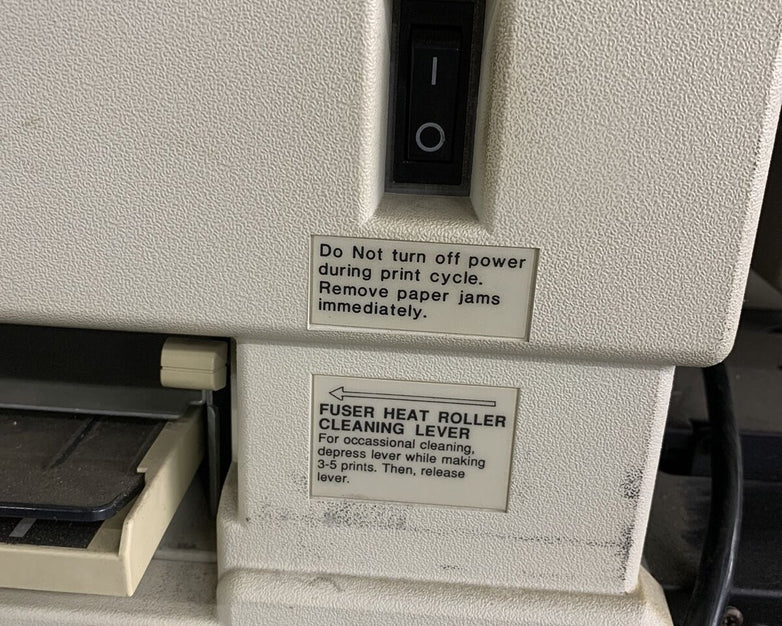 Do Not turn off power
during print cycle.
Remove paper jams
immediately.
FUSER HEAT ROLLER
CLEANING LEVER
For occassional cleaning,
depress lever while making
3-5 prints. Then, release
lever.